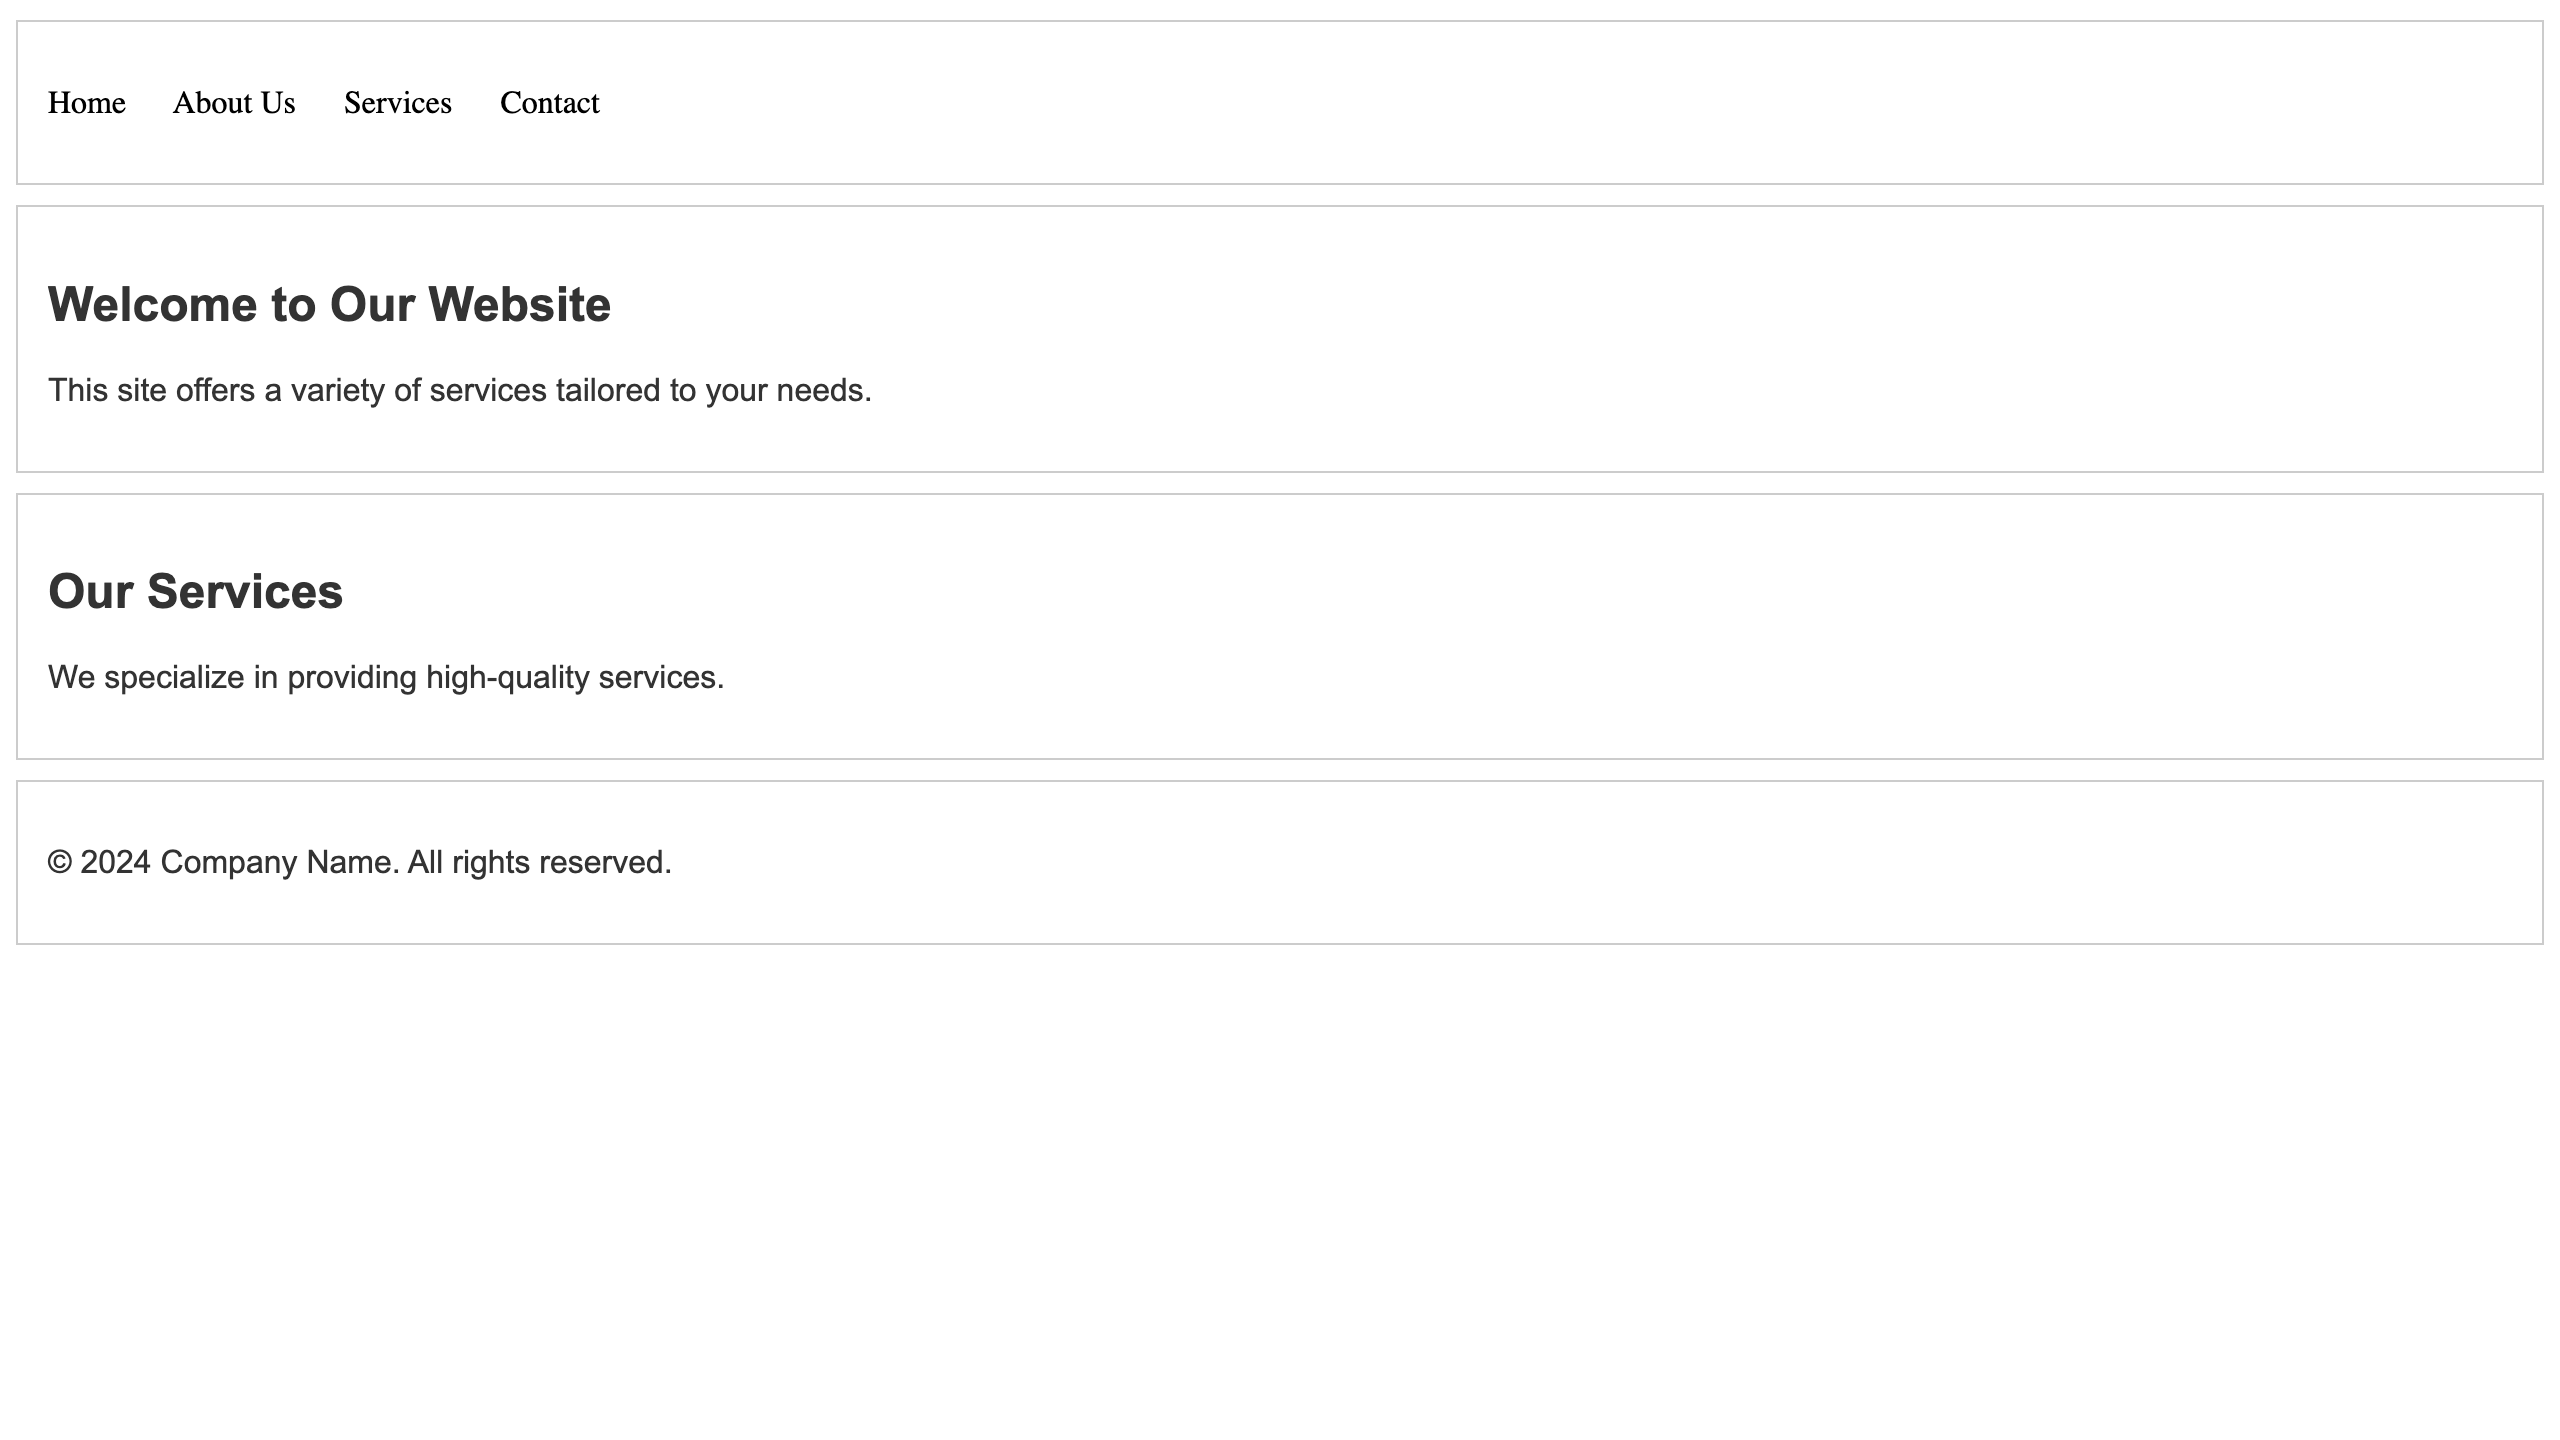 Home About Us Services Contact
Welcome to Our Website
This site offers a variety of services tailored to your needs.
Our Services
We specialize in providing high-quality services.
© 2024 Company Name. All rights reserved.